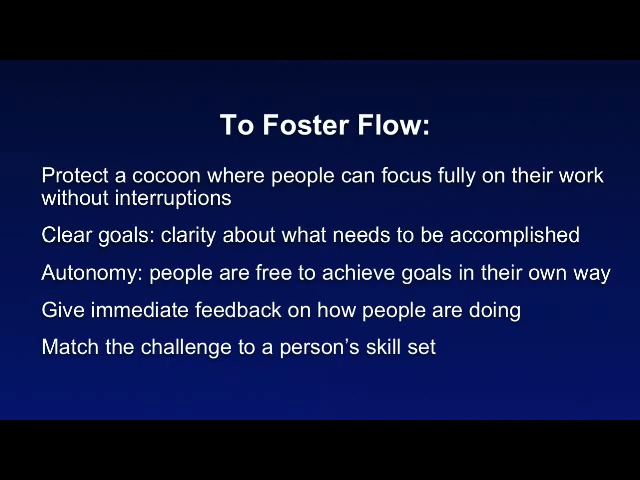 To Foster Flow:
Protect a cocoon where people can focus fully on their work
without interruptions
Clear goals: clarity about what needs to be accomplished
Autonomy: people are free to achieve goals in their own way
Give immediate feedback on how people are doing
Match the challenge to a person’s skill set